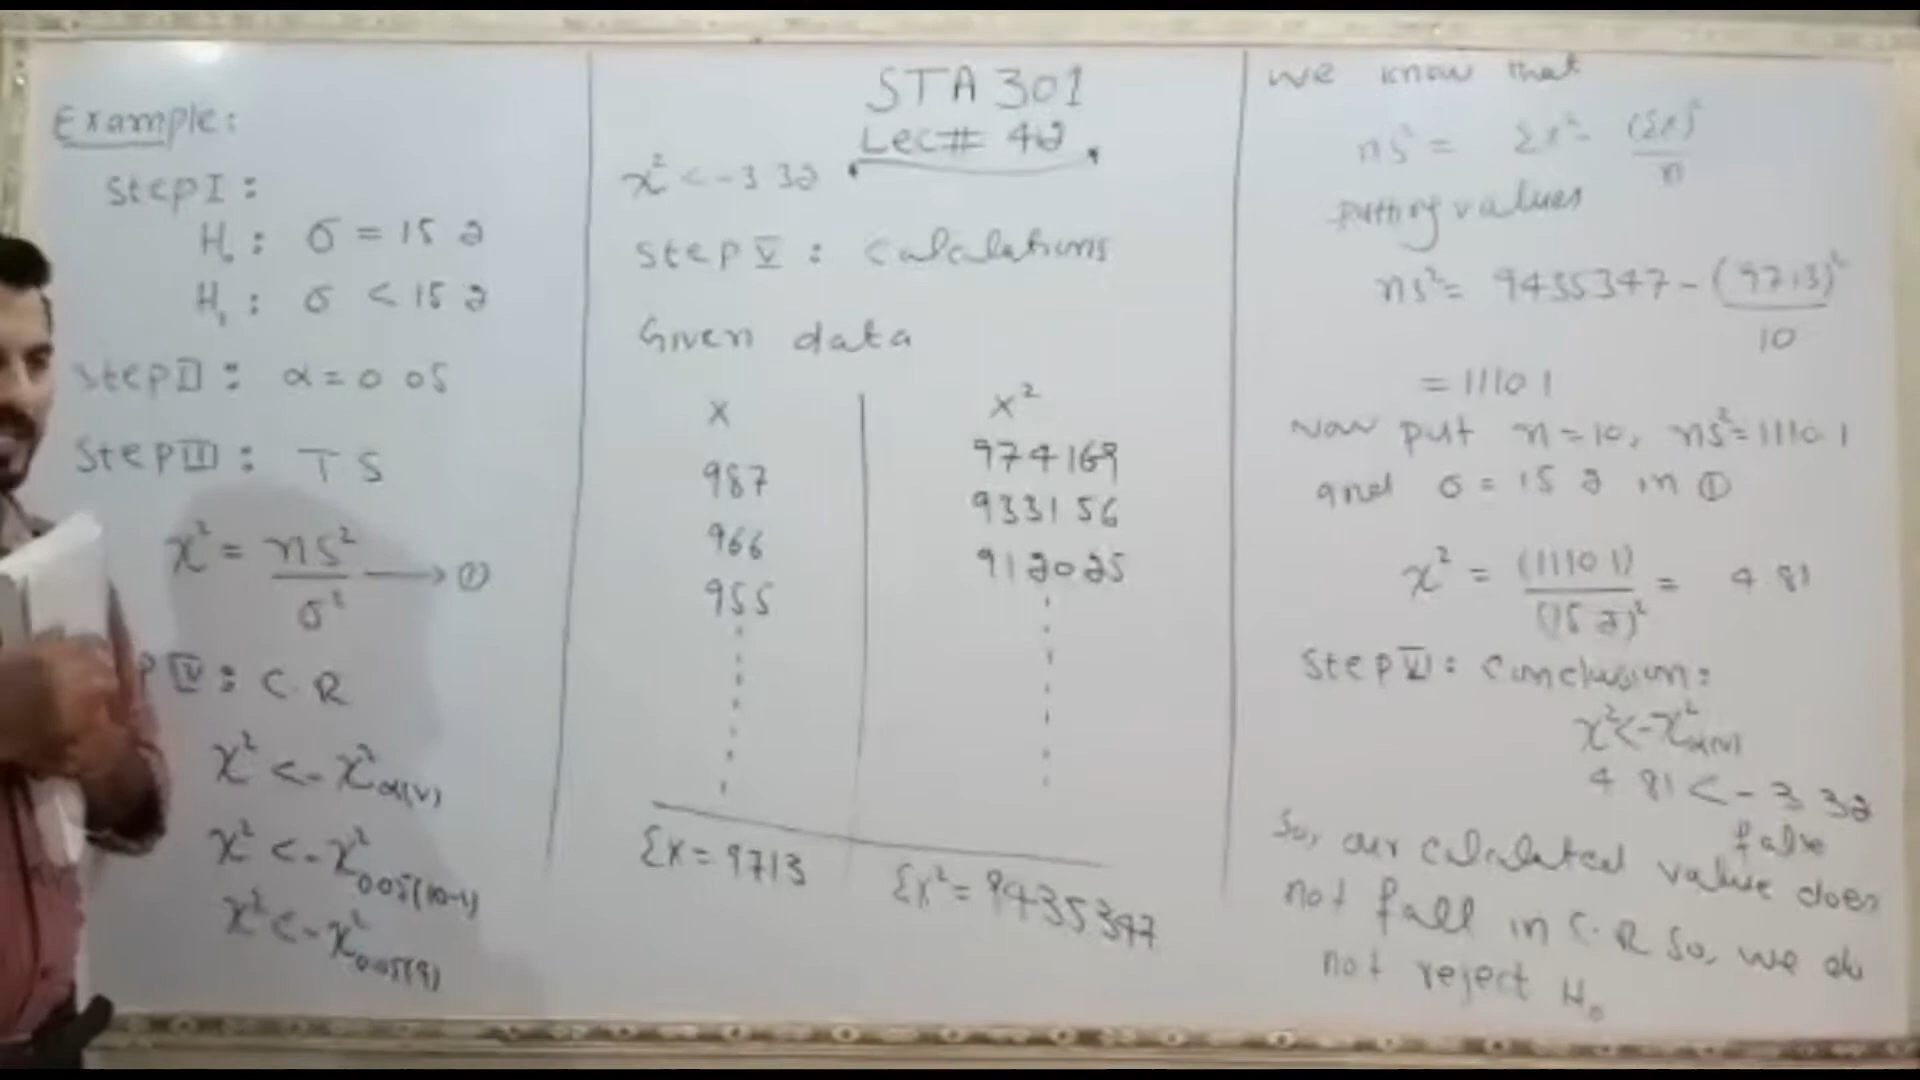 Example:
Step I:
H₀: σ = 15 2
H₁: σ < 15 2
Step II: α = 0 05
Step III: T S
χ² = ns²/σ² → ①
p IV: C.R
χ² < -χ²α(v)
χ² < -χ²0.05(10-1)
χ² < -χ²0.05(9)
STA301
Lec# 42
χ² < -3 32
Step V: Calculations
Given data
X X²
987 974169
966 933156
955 912025
Σx = 9713 Σx² = 9435347
we know that
ns² = Σx² - (Σx)²/n
putting values
ns² = 9435347 - (9713)²/10
= 1110 1
Now put n = 10, ns² = 1110 1
and σ = 15 2 in ①
χ² = (1110 1)/(15 2)² = 4 81
Step VI: Conclusion:
χ² < -χ²α(v)
4 81 < -3 32
false
So, our calculated value does
not fall in C.R So, we do
not reject H₀